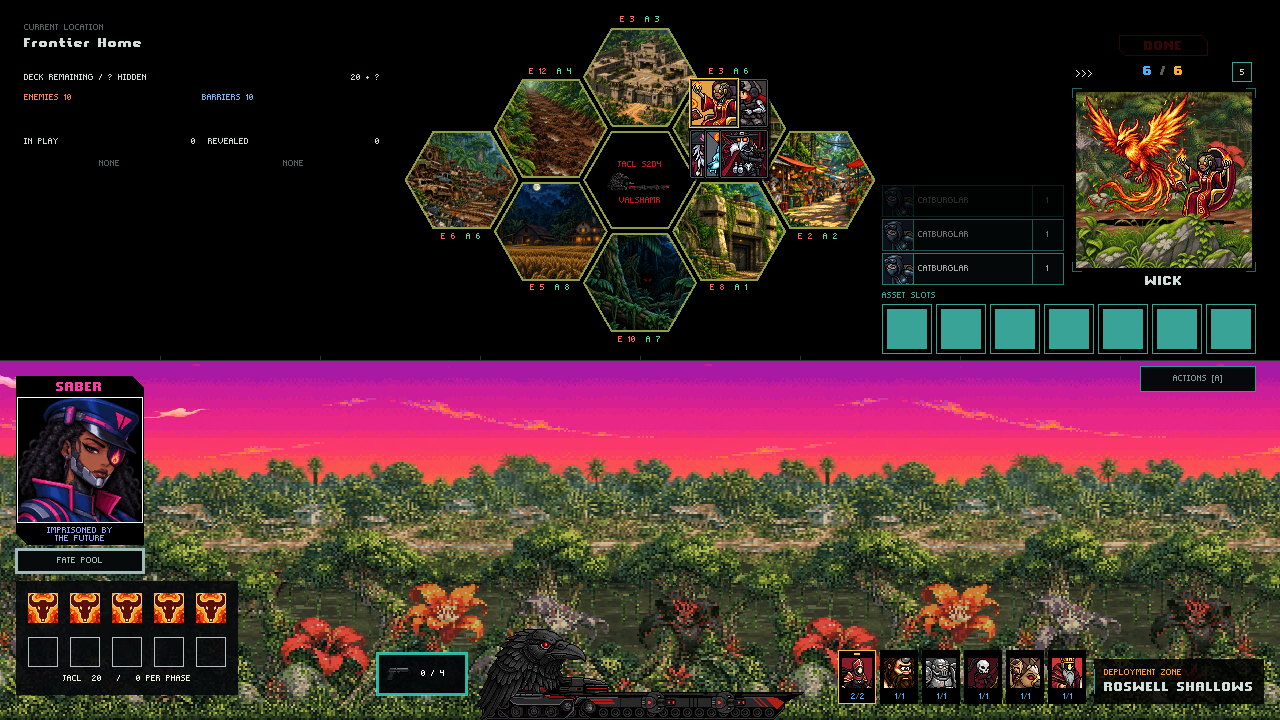 CURRENT LOCATION
Frontier Home
DECK REMAINING / ? HIDDEN 20 + ?
ENEMIES 10 BARRIERS 10
IN PLAY 0 REVEALED 0
NONE NONE
E 3 A 3
E 12 A 4
E 3 A 6
JACL S2D4
VALSHAMR
E 6 A 6
E 2 A 2
E 5 A 8
E 8 A 1
E 10 A 7
DONE
>>> 6 / 6 5
CATBURGLAR 1
CATBURGLAR 1
CATBURGLAR 1
WICK
ASSET SLOTS
ACTIONS [A]
SABER
IMPRISONED BY
THE FUTURE
FATE POOL
JACL 20 / 0 PER PHASE
0 / 4
2/2 1/1 1/1 1/1 1/1 1/1
DEPLOYMENT ZONE
ROSWELL SHALLOWS